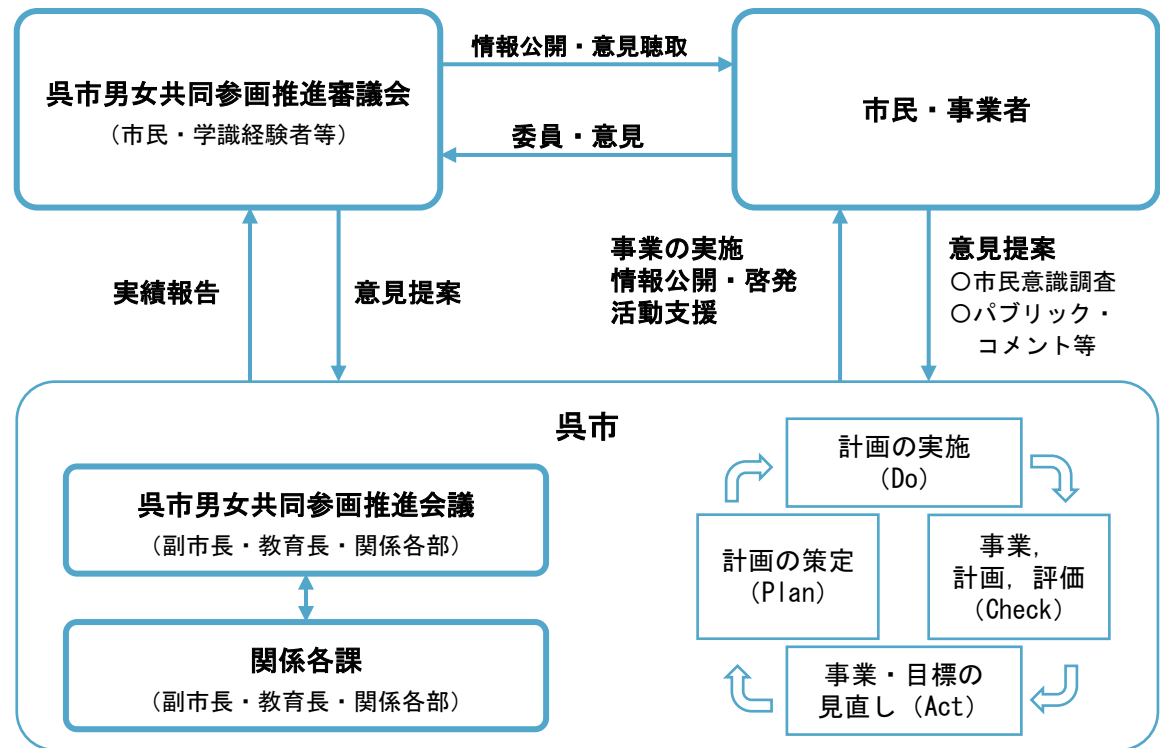 呉市男女共同参画推進審議会
（市民・学識経験者等）
情報公開・意見聴取
委員・意見
市民・事業者
実績報告
意見提案
事業の実施
情報公開・啓発
活動支援
意見提案
○市民意識調査
○パブリック・
コメント等
呉市
呉市男女共同参画推進会議
（副市長・教育長・関係各部）
関係各課
（副市長・教育長・関係各部）
計画の実施
（Do）
計画の策定
（Plan）
事業，
計画，評価
（Check）
事業・目標の
見直し（Act）